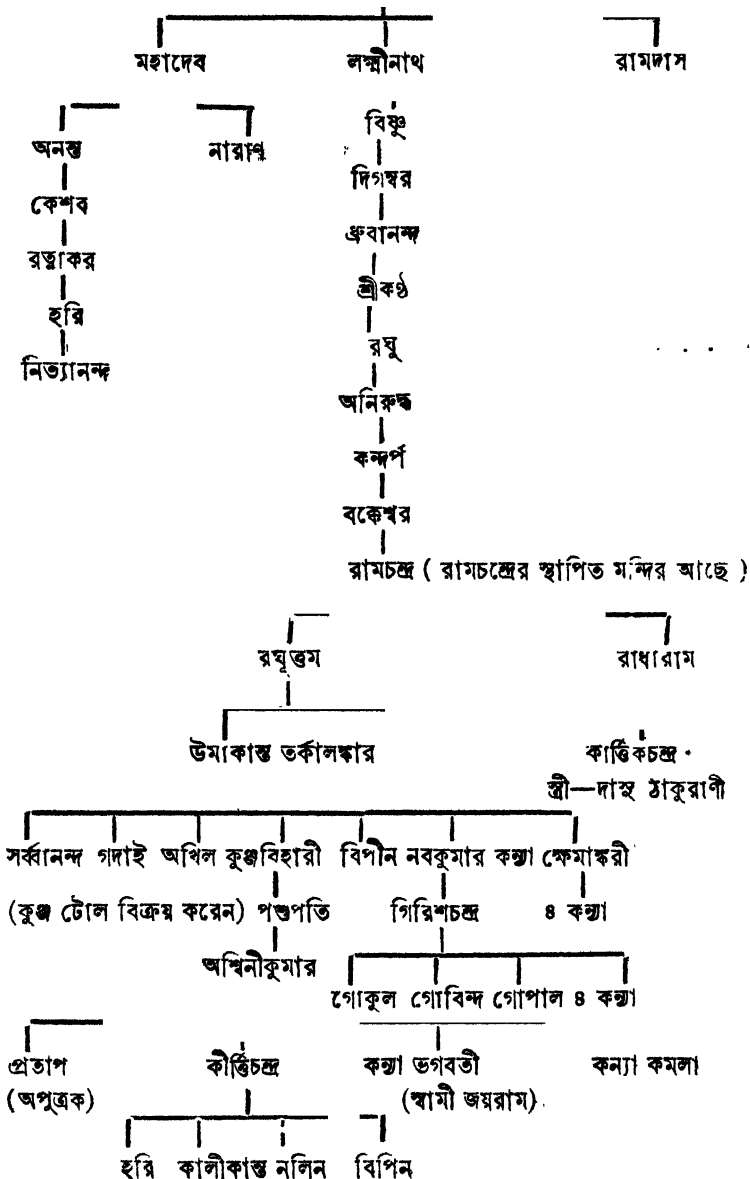 মহাদেব লক্ষ্মীনাথ রামদাস
বিষ্ণু
অনন্ত নারাণ
দিগম্বর
কেশব
ধ্রুবানন্দ
রত্নাকর
শ্রীকণ্ঠ
হরি
রঘু
নিত্যানন্দ
অনিরুদ্ধ
কন্দর্প
বক্কেশ্বর
রামচন্দ্র ( রামচন্দ্রের স্থাপিত মন্দির আছে )
রঘূত্তম রাধারাম
উমাকান্ত তর্কালঙ্কার কার্ত্তিকচন্দ্র
স্ত্রী—দাসু ঠাকুরাণী
সর্ব্বানন্দ গদাই অখিল কুঞ্জবিহারী বিপীন নবকুমার কন্যা ক্ষেমাঙ্করী
(কুঞ্জ টোল বিক্রয় করেন) পশুপতি গিরিশচন্দ্র ৪ কন্যা
অশ্বিনীকুমার
গোকুল গোবিন্দ গোপাল ৪ কন্যা
প্রতাপ কীর্ত্তিচন্দ্র কন্যা ভগবতী কন্যা কমলা
(অপুত্রক) (স্বামী জয়রাম)
হরি কালীকান্ত নলিন বিপিন